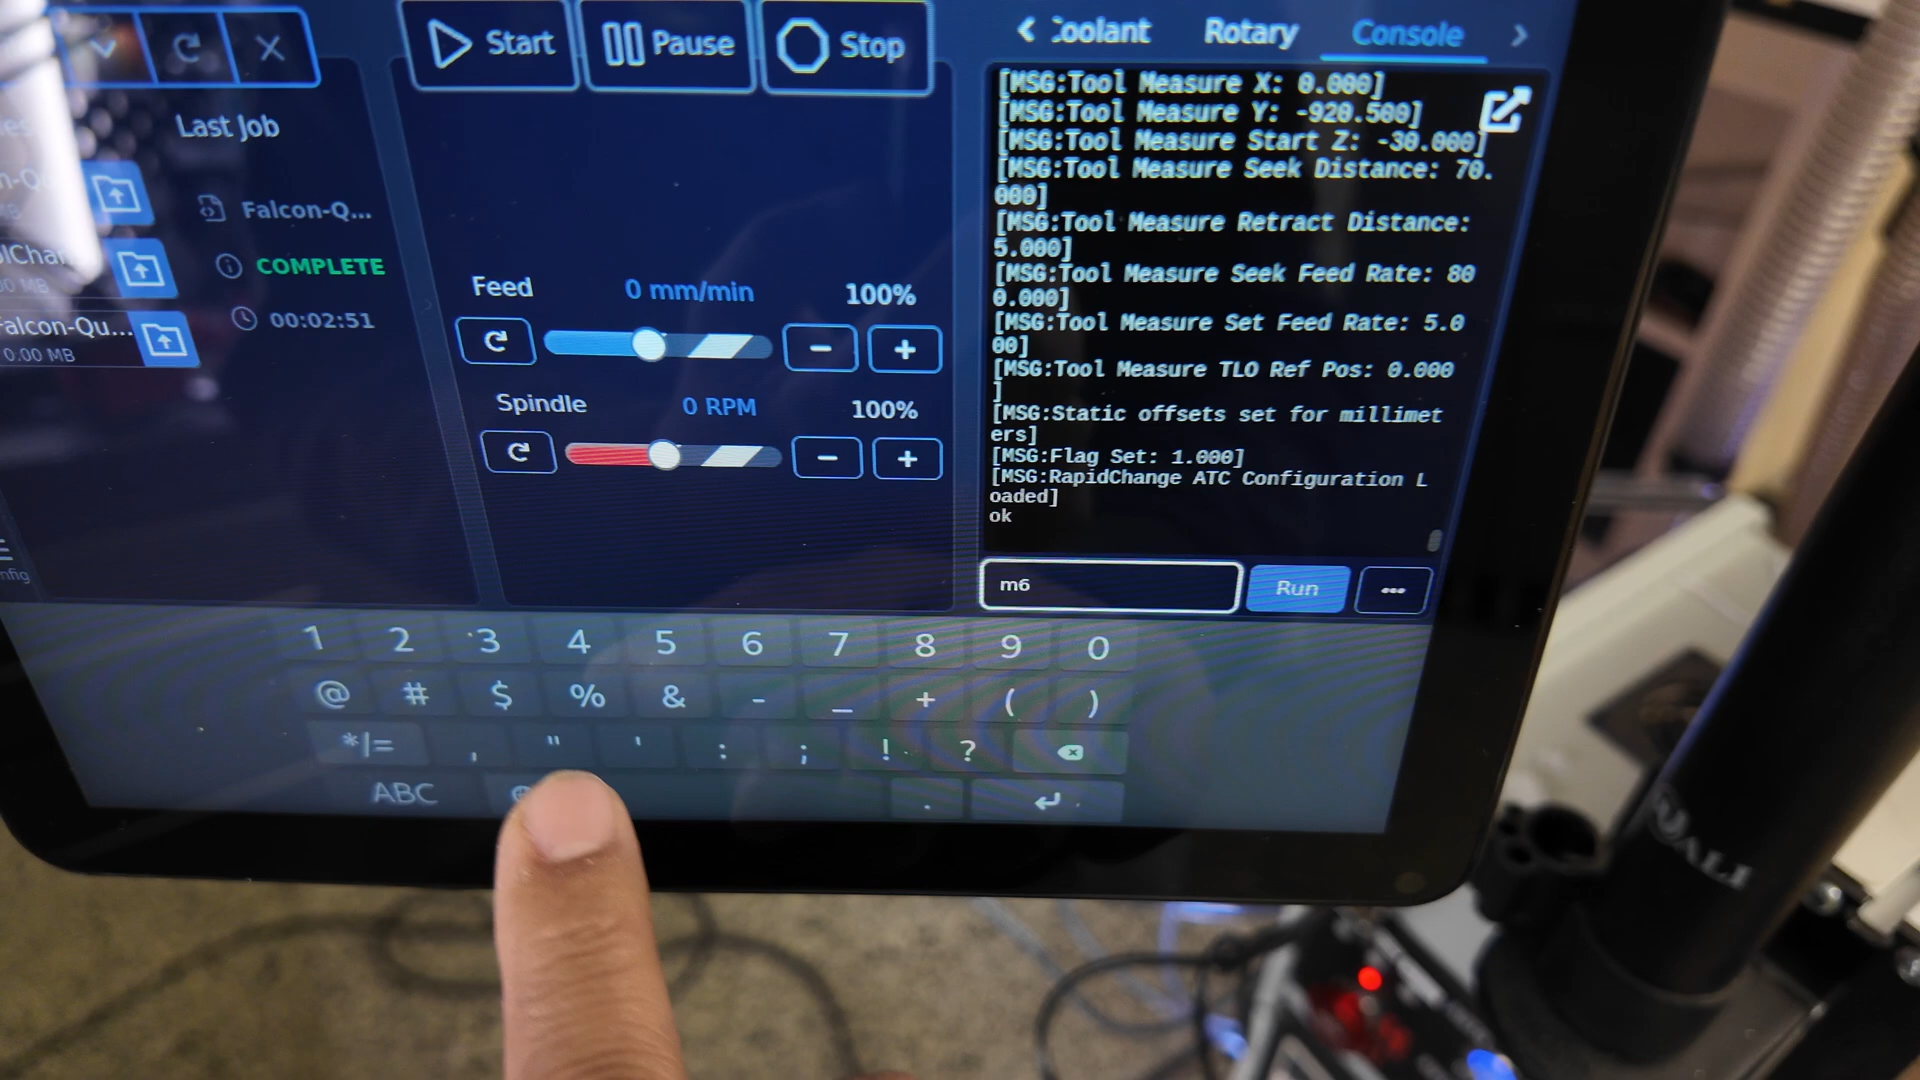 Start
Pause
Stop
Coolant
Rotary
Console
Last Job
Falcon-Q...
COMPLETE
00:02:51
Falcon-Qu...
0.00 MB
Feed
0 mm/min
100%
Spindle
0 RPM
100%
[MSG:Tool Measure X: 0.000]
[MSG:Tool Measure Y: -920.500]
[MSG:Tool Measure Start Z: -30.000]
[MSG:Tool Measure Seek Distance: 70.
000]
[MSG:Tool Measure Retract Distance:
5.000]
[MSG:Tool Measure Seek Feed Rate: 80
0.000]
[MSG:Tool Measure Set Feed Rate: 5.0
00]
[MSG:Tool Measure TLO Ref Pos: 0.000
]
[MSG:Static offsets set for millimet
ers]
[MSG:Flag Set: 1.000]
[MSG:RapidChange ATC Configuration L
oaded]
ok
m6
Run
...
1 2 3 4 5 6 7 8 9 0
@ # $ % & - _ + ( )
*|= , " ' : ; ! ?
ABC .